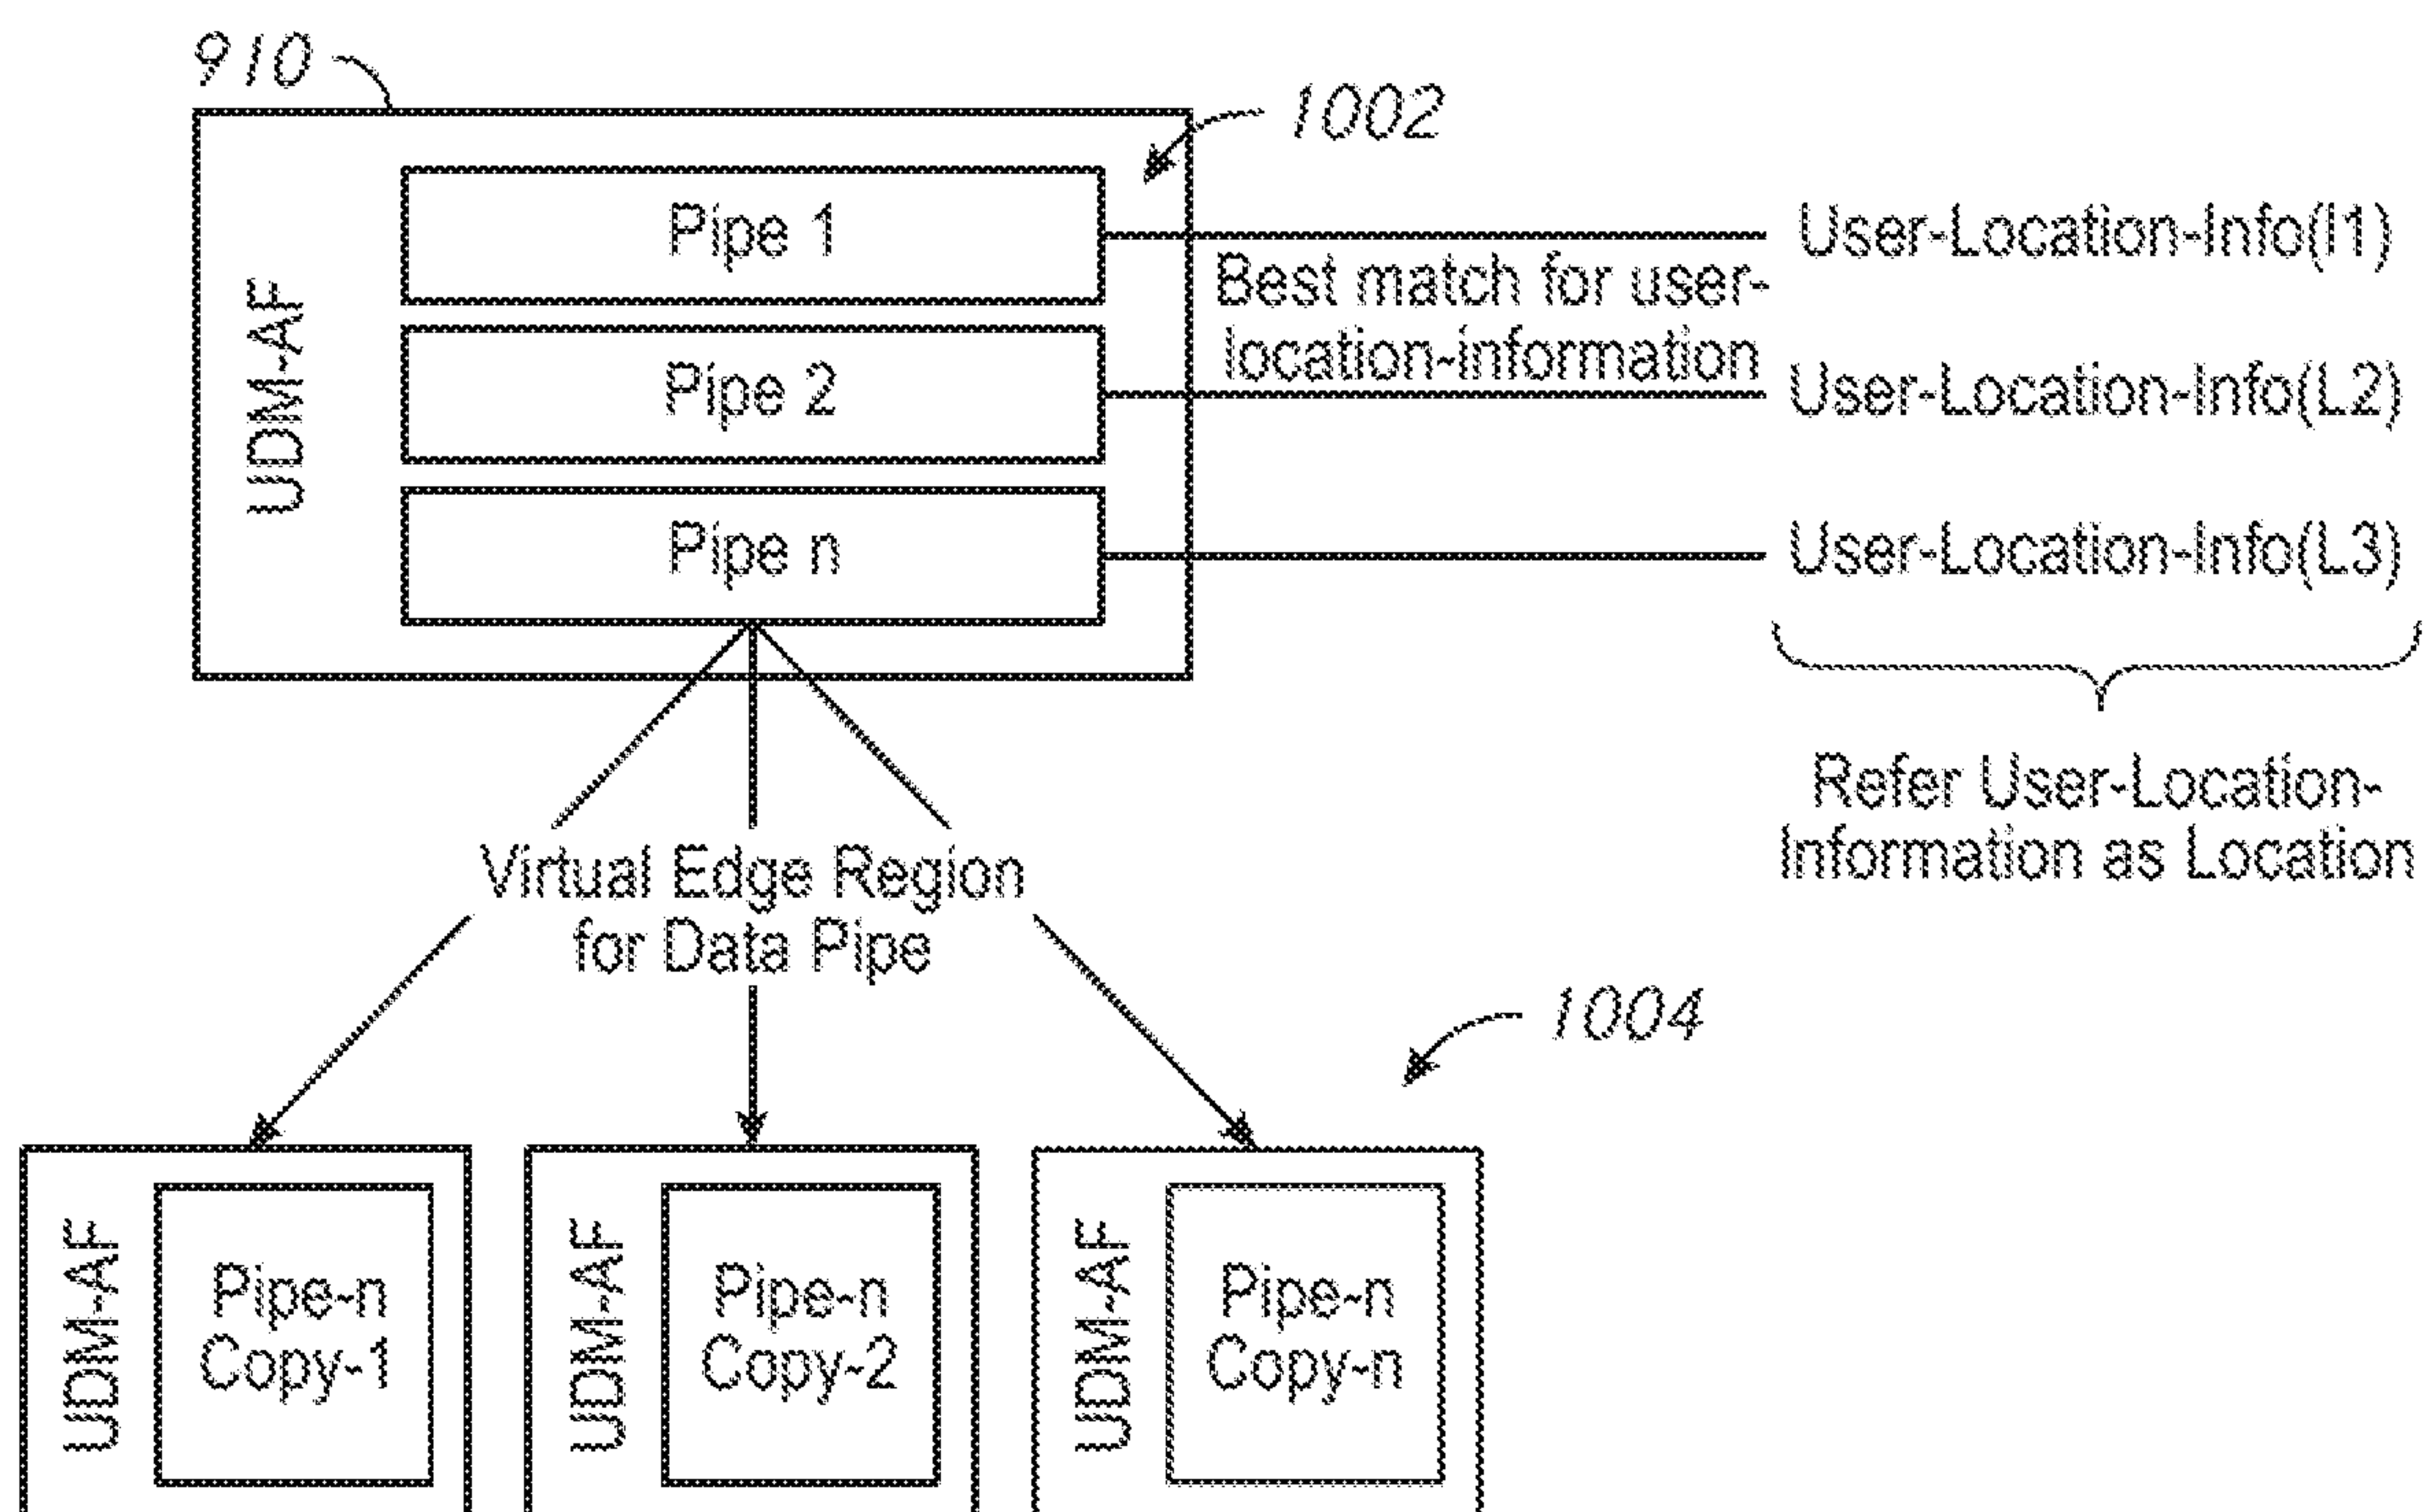 910
1002
UDM-AF
Pipe 1
User-Location-Info(l1)
Best match for user-
location-information
Pipe 2
User-Location-Info(L2)
Pipe n
User-Location-Info(L3)
Refer User-Location-
Information as Location
Virtual Edge Region
for Data Pipe
1004
UDM-AF
Pipe-n
Copy-1
UDM-AF
Pipe-n
Copy-2
UDM-AF
Pipe-n
Copy-n